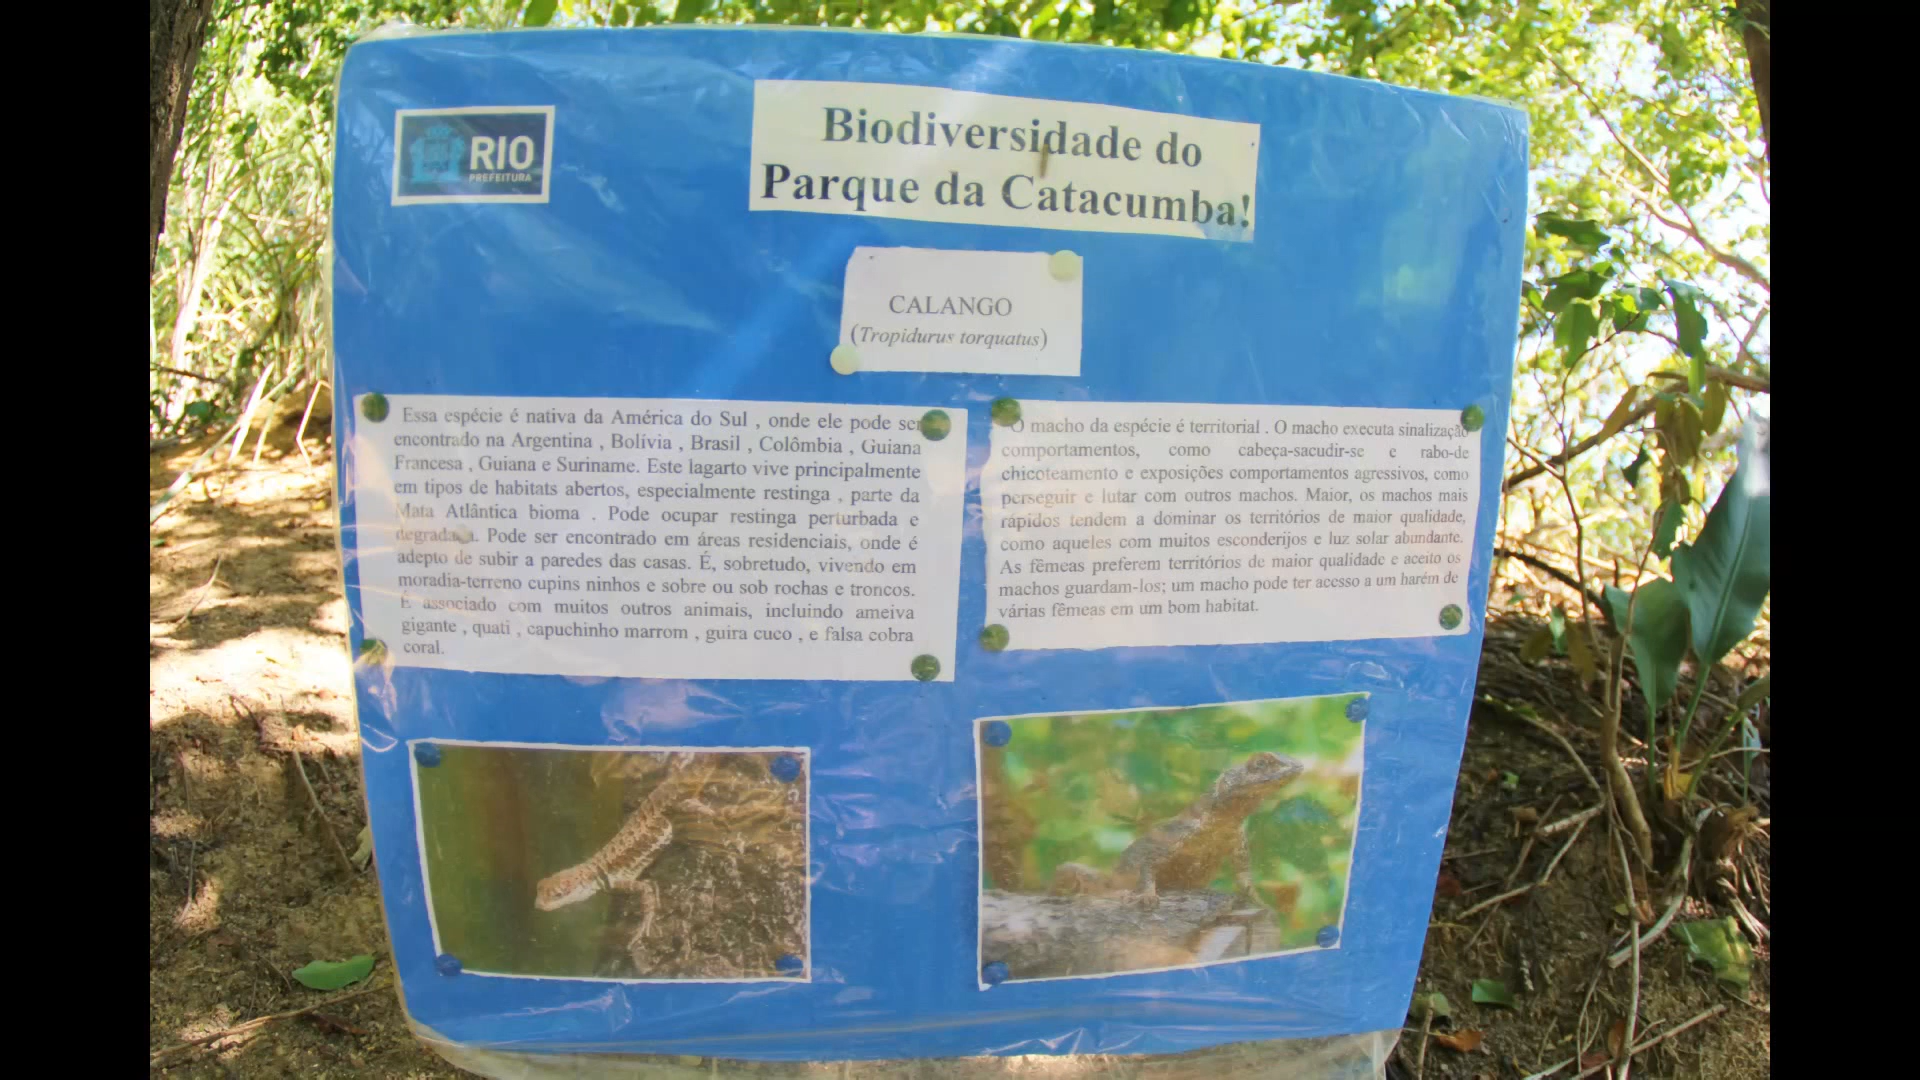 RIO
PREFEITURA
Biodiversidade do
Parque da Catacumba!
CALANGO
(Tropidurus torquatus)
Essa espécie é nativa da América do Sul , onde ele pode ser
encontrado na Argentina , Bolívia , Brasil , Colômbia , Guiana
Francesa , Guiana e Suriname. Este lagarto vive principalmente
em tipos de habitats abertos, especialmente restinga , parte da
Mata Atlântica bioma . Pode ocupar restinga perturbada e
degradada. Pode ser encontrado em áreas residenciais, onde é
adepto de subir a paredes das casas. É, sobretudo, vivendo em
moradia-terreno cupins ninhos e sobre ou sob rochas e troncos.
É associado com muitos outros animais, incluindo ameiva
gigante , quati , capuchinho marrom , guira cuco , e falsa cobra
coral.
O macho da espécie é territorial . O macho executa sinalização
comportamentos, como cabeça-sacudir-se e rabo-de
chicoteamento e exposições comportamentos agressivos, como
perseguir e lutar com outros machos. Maior, os machos mais
rápidos tendem a dominar os territórios de maior qualidade,
como aqueles com muitos esconderijos e luz solar abundante.
As fêmeas preferem territórios de maior qualidade e aceito os
machos guardam-los; um macho pode ter acesso a um harém de
várias fêmeas em um bom habitat.